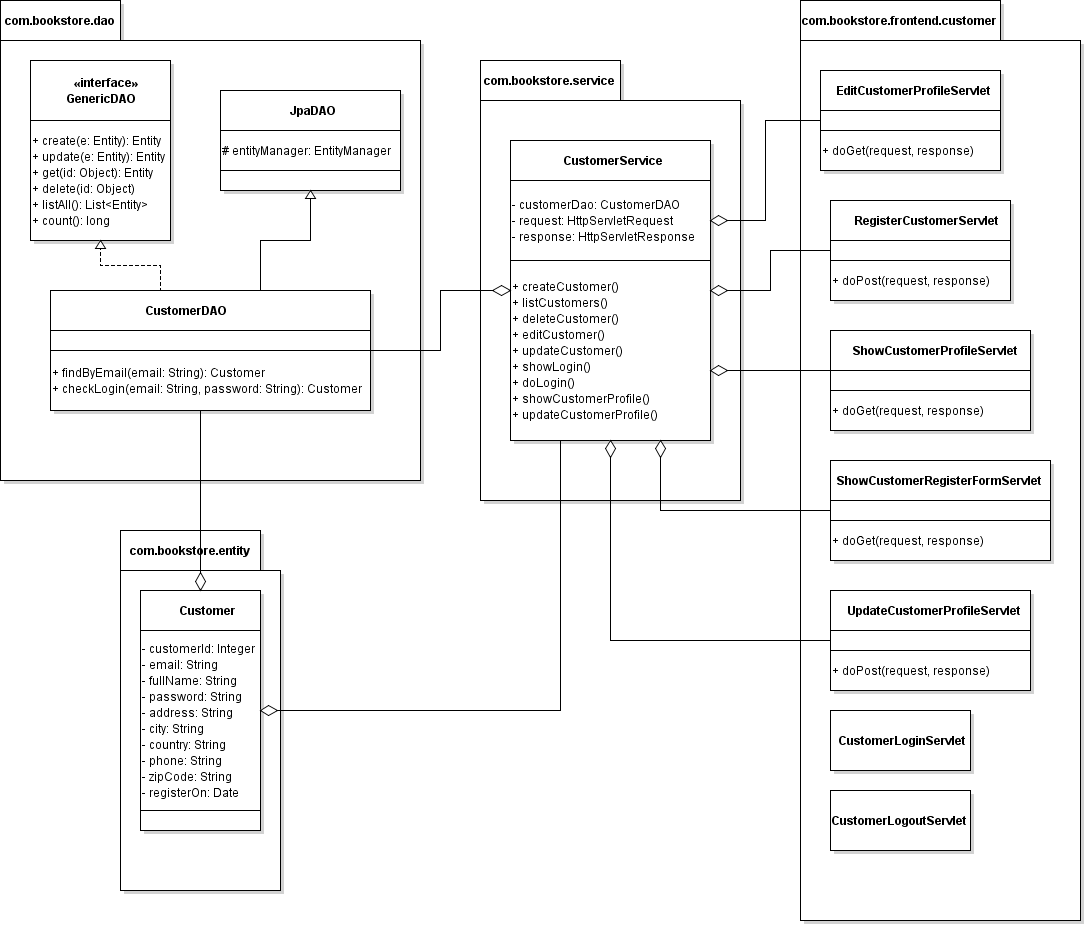 com.bookstore.dao
«interface»
GenericDAO
+ create(e: Entity): Entity
+ update(e: Entity): Entity
+ get(id: Object): Entity
+ delete(id: Object)
+ listAll(): List<Entity>
+ count(): long
JpaDAO
# entityManager: EntityManager
CustomerDAO
+ findByEmail(email: String): Customer
+ checkLogin(email: String, password: String): Customer
com.bookstore.service
CustomerService
- customerDao: CustomerDAO
- request: HttpServletRequest
- response: HttpServletResponse
+ createCustomer()
+ listCustomers()
+ deleteCustomer()
+ editCustomer()
+ updateCustomer()
+ showLogin()
+ doLogin()
+ showCustomerProfile()
+ updateCustomerProfile()
com.bookstore.entity
Customer
- customerId: Integer
- email: String
- fullName: String
- password: String
- address: String
- city: String
- country: String
- phone: String
- zipCode: String
- registerOn: Date
com.bookstore.frontend.customer
EditCustomerProfileServlet
+ doGet(request, response)
RegisterCustomerServlet
+ doPost(request, response)
ShowCustomerProfileServlet
+ doGet(request, response)
ShowCustomerRegisterFormServlet
+ doGet(request, response)
UpdateCustomerProfileServlet
+ doPost(request, response)
CustomerLoginServlet
CustomerLogoutServlet